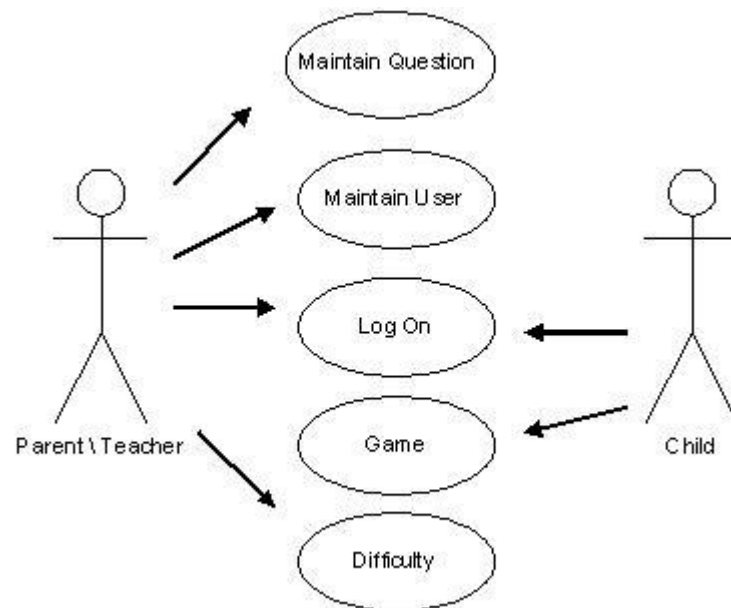 Maintain Question
Maintain User
Log On
Parent \ Teacher
Game
Child
Difficulty